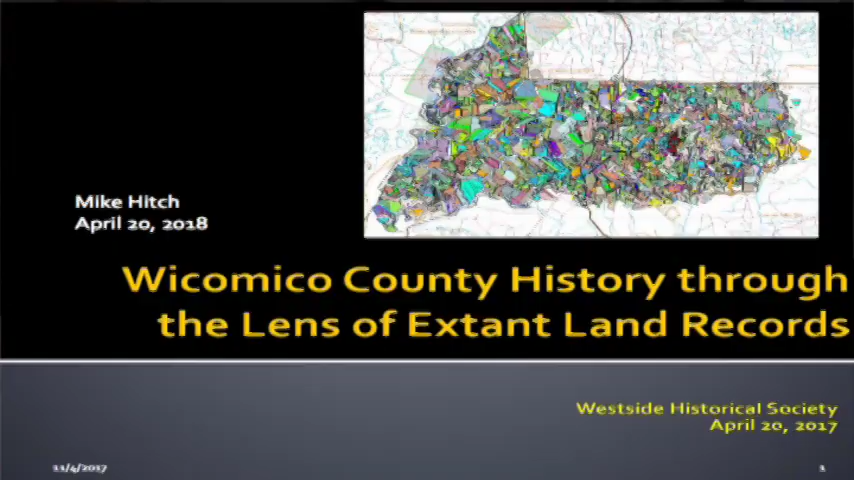 Mike Hitch
April 20, 2018
Wicomico County History through
the Lens of Extant Land Records
Westside Historical Society
April 20, 2017
11/4/2017
1